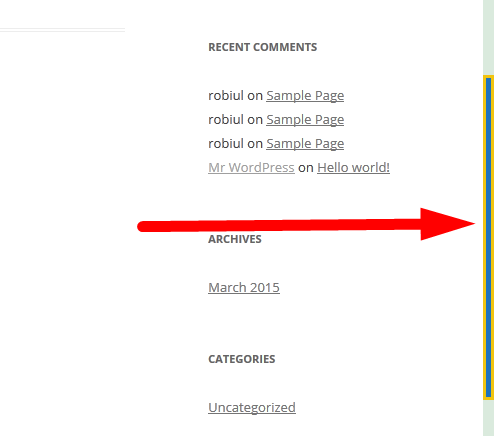 RECENT COMMENTS
robiul on Sample Page
robiul on Sample Page
robiul on Sample Page
Mr WordPress on Hello world!
ARCHIVES
March 2015
CATEGORIES
Uncategorized